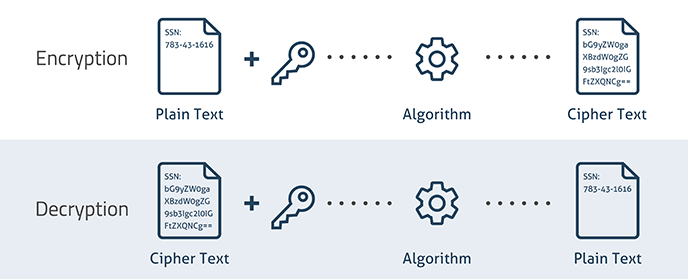 Encryption
SSN:
783-43-1616
+
Plain Text
Algorithm
SSN:
bG9yZW0ga
XBzdW0gZG
9sb3Igc2l0IG
FtZXQNCg==
Cipher Text
Decryption
SSN:
bG9yZW0ga
XBzdW0gZG
9sb3Igc2l0IG
FtZXQNCg==
+
Cipher Text
Algorithm
SSN:
783-43-1616
Plain Text